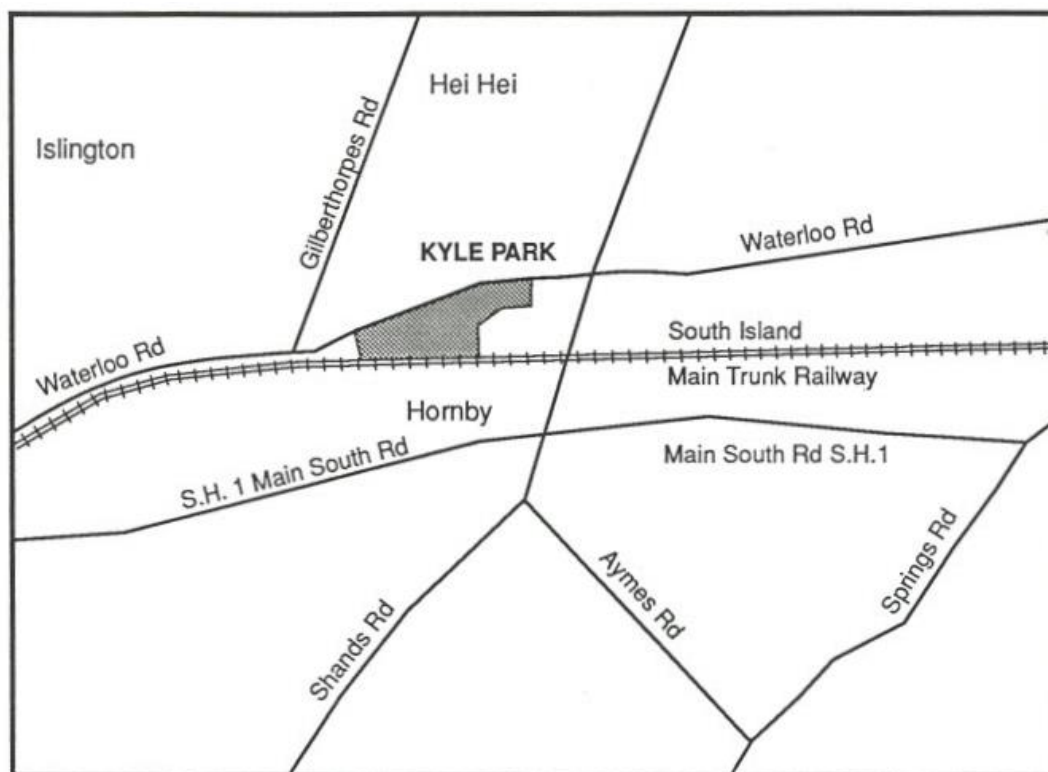 Hei Hei
Islington
Gilberthorpes Rd
KYLE PARK
Waterloo Rd
South Island
Waterloo Rd
Main Trunk Railway
Hornby
S.H. 1 Main South Rd
Main South Rd S.H.1
Springs Rd
Aymes Rd
Shands Rd